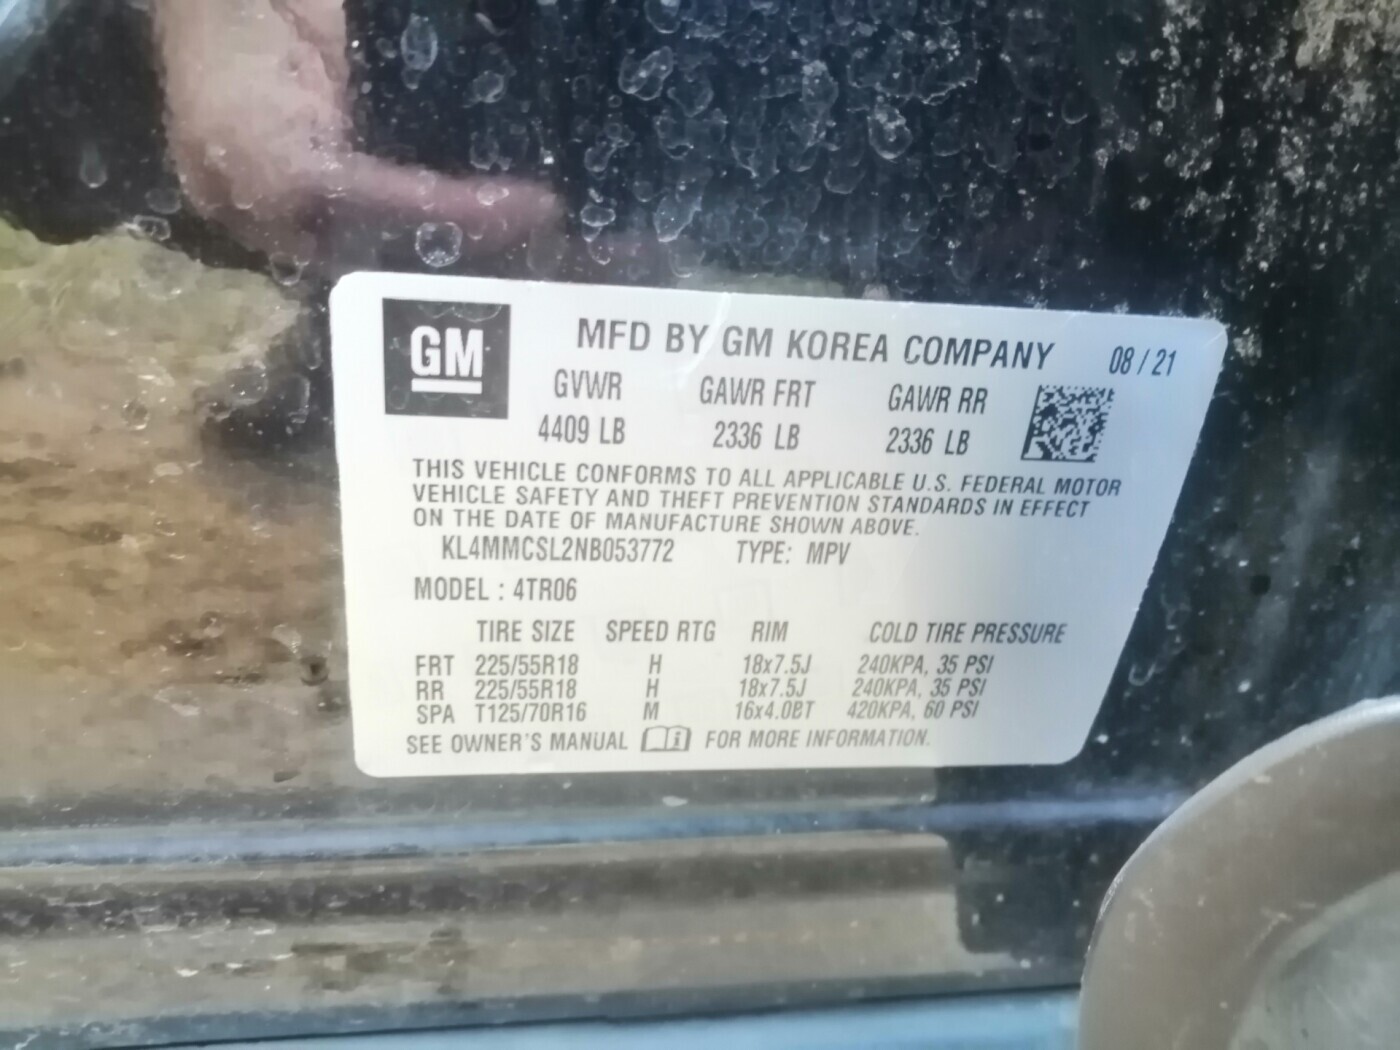 GM
MFD BY GM KOREA COMPANY 08 / 21
GVWR GAWR FRT GAWR RR
4409 LB 2336 LB 2336 LB
THIS VEHICLE CONFORMS TO ALL APPLICABLE U.S. FEDERAL MOTOR
VEHICLE SAFETY AND THEFT PREVENTION STANDARDS IN EFFECT
ON THE DATE OF MANUFACTURE SHOWN ABOVE.
KL4MMCSL2NB053772 TYPE: MPV
MODEL : 4TR06
TIRE SIZE SPEED RTG RIM COLD TIRE PRESSURE
FRT 225/55R18 H 18x7.5J 240KPA, 35 PSI
RR 225/55R18 H 18x7.5J 240KPA, 35 PSI
SPA T125/70R16 M 16x4.0BT 420KPA, 60 PSI
SEE OWNER'S MANUAL i FOR MORE INFORMATION.